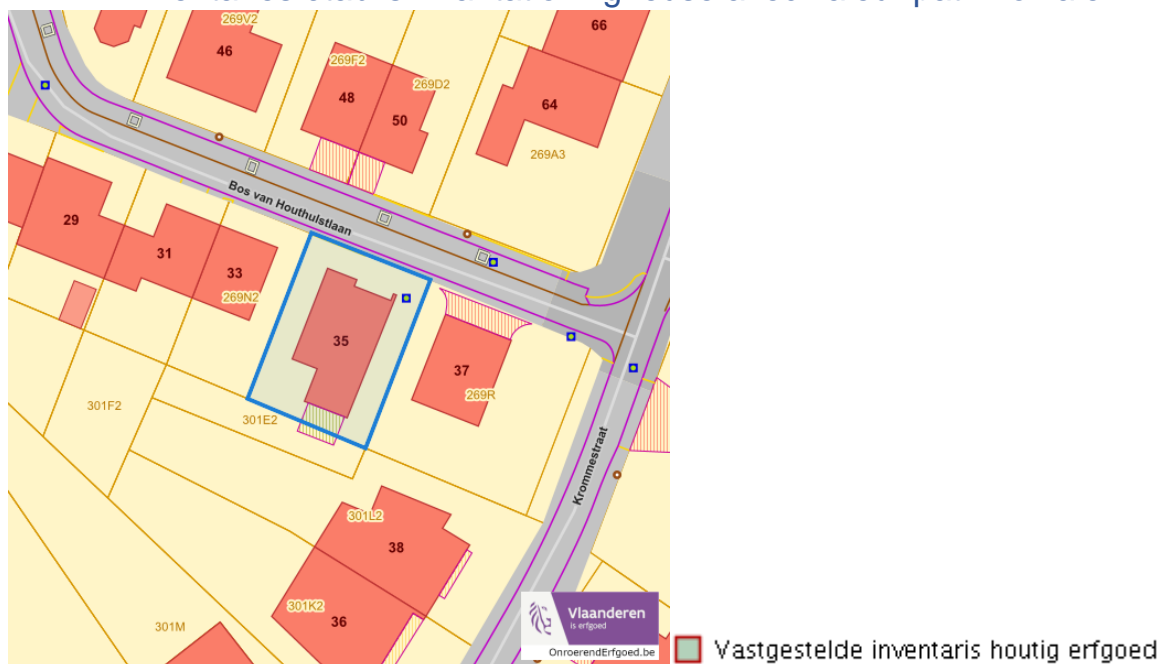 269V2
46
269F2
48
269D2
50
66
64
269A3
Bos van Houthulstlaan
29
31
33
269N2
35
37
269R
301F2
301E2
Krommestraat
301L2
38
301K2
36
301M
Vlaanderen
is erfgoed
OnroerendErfgoed.be
Vastgestelde inventaris houtig erfgoed